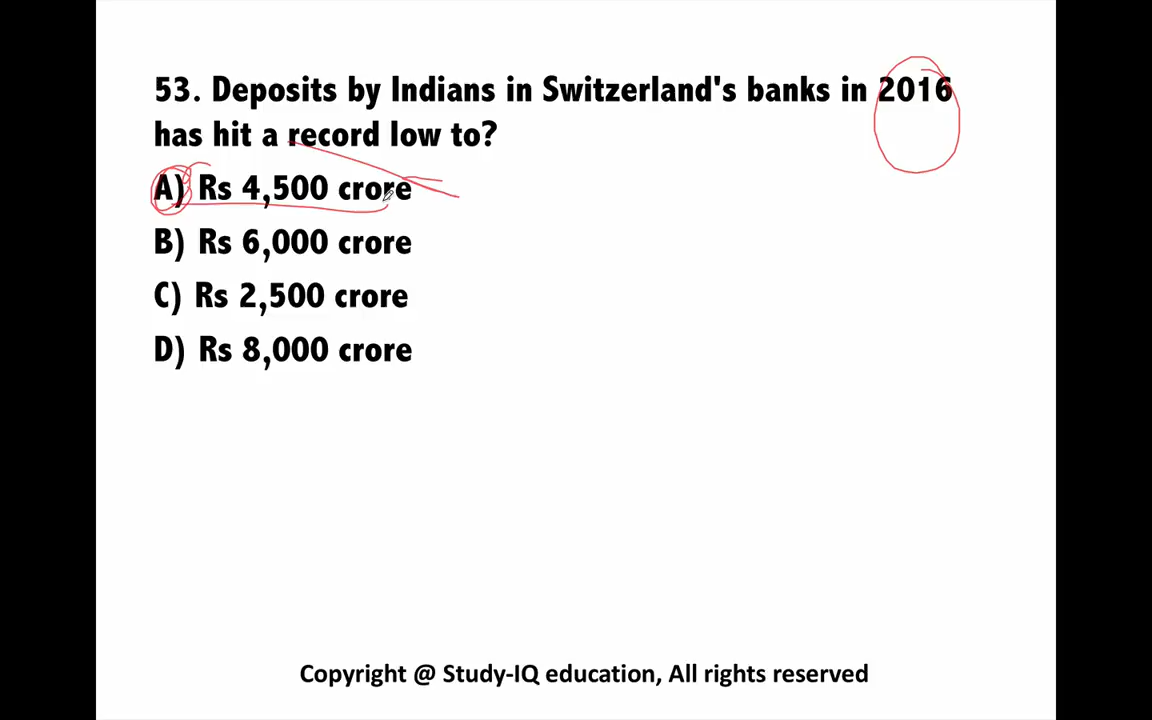 53. Deposits by Indians in Switzerland's banks in 2016
has hit a record low to?
A) Rs 4,500 crore
B) Rs 6,000 crore
C) Rs 2,500 crore
D) Rs 8,000 crore
Copyright @ Study-IQ education, All rights reserved